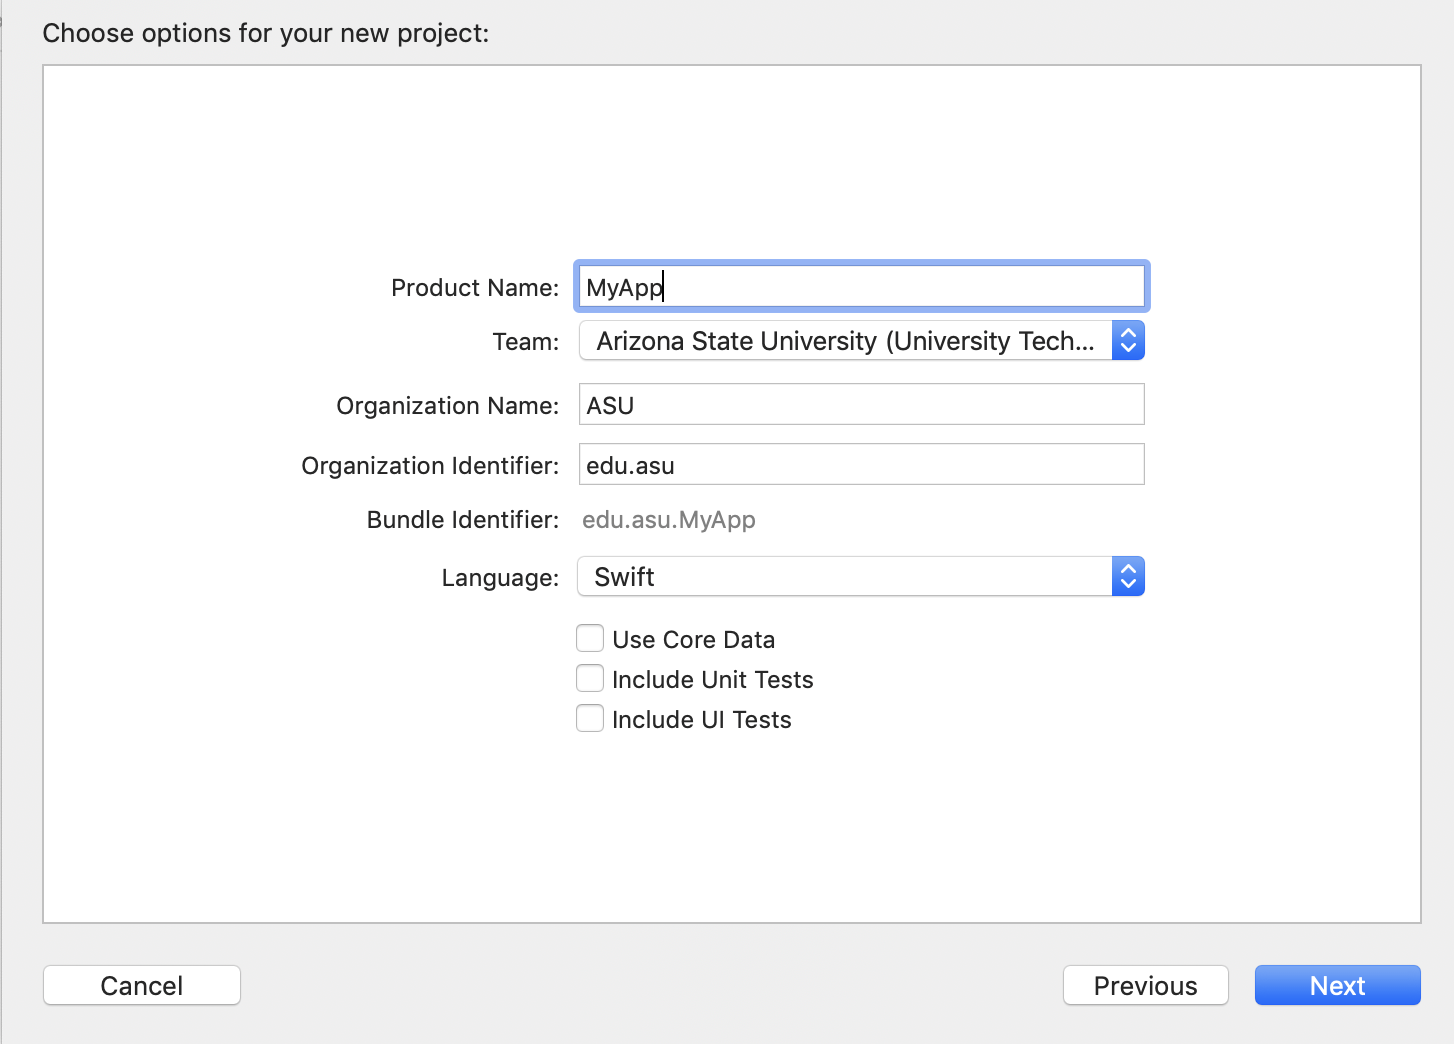 Choose options for your new project:
Product Name: MyApp
Team: Arizona State University (University Tech...
Organization Name: ASU
Organization Identifier: edu.asu
Bundle Identifier: edu.asu.MyApp
Language: Swift
Use Core Data
Include Unit Tests
Include UI Tests
Cancel Previous Next